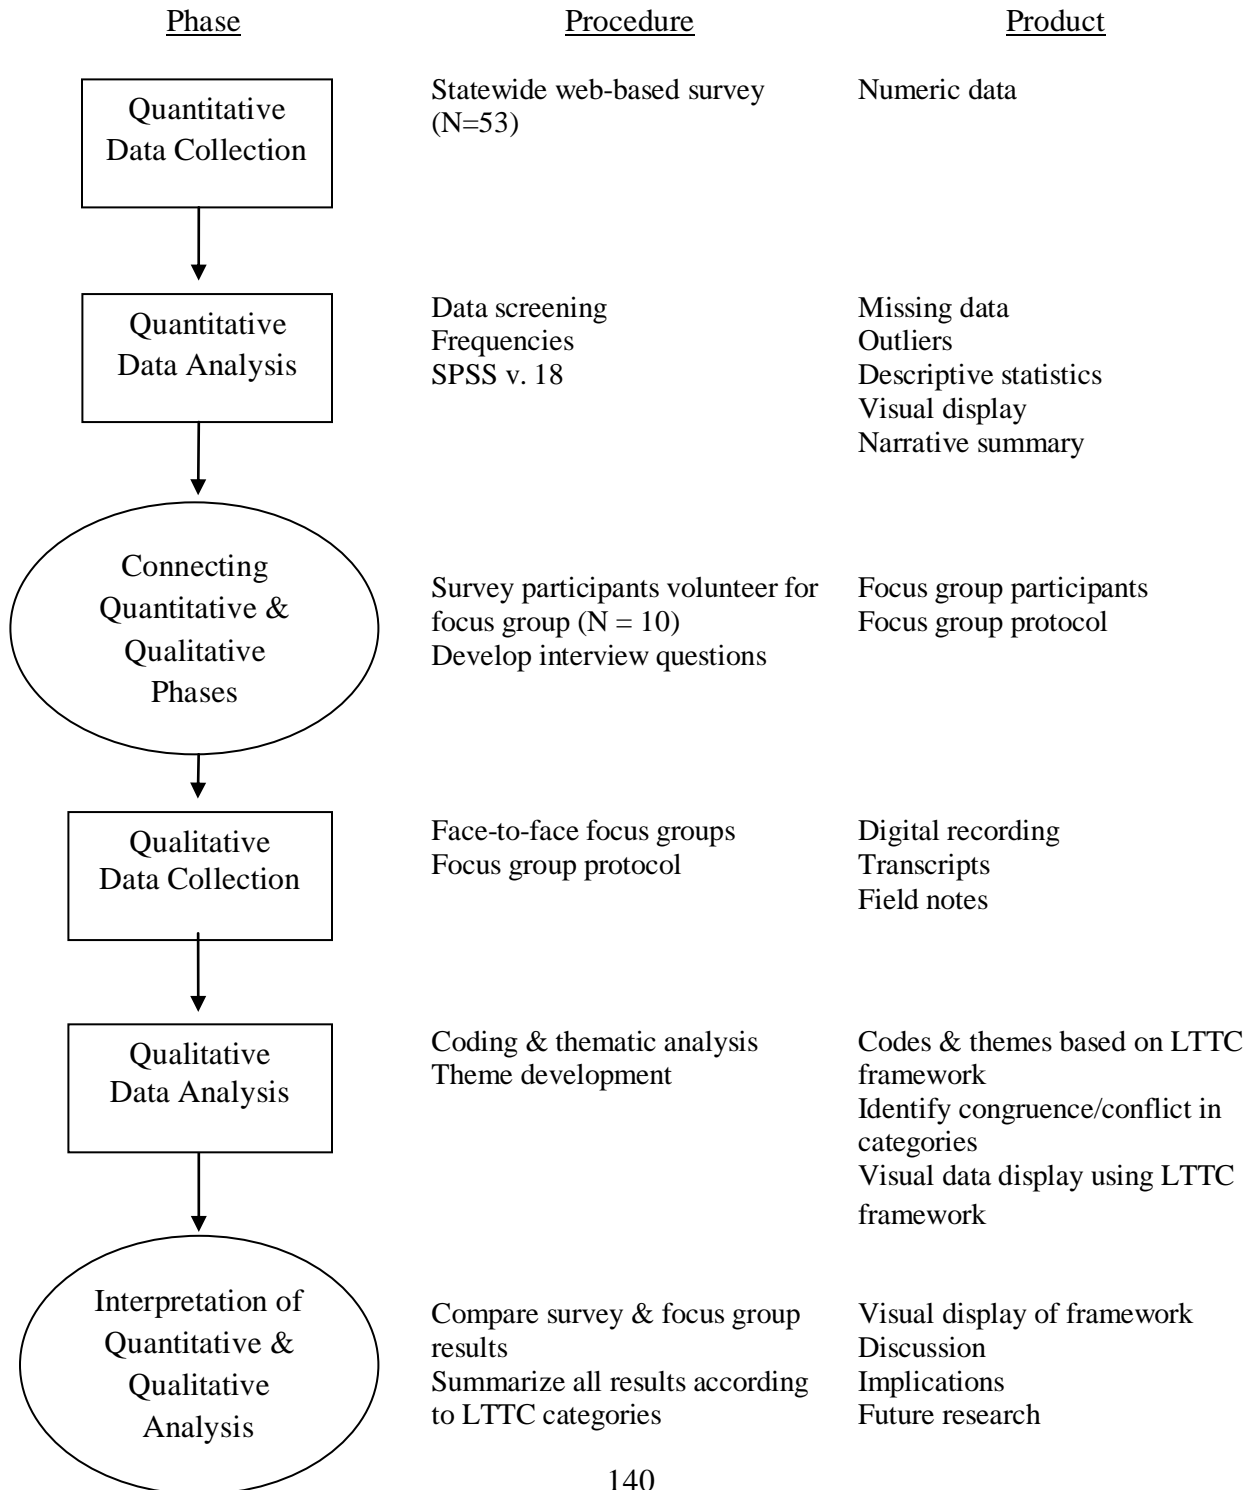 Phase
Procedure
Product
Quantitative
Data Collection
Statewide web-based survey
(N=53)
Numeric data
Quantitative
Data Analysis
Data screening
Frequencies
SPSS v. 18
Missing data
Outliers
Descriptive statistics
Visual display
Narrative summary
Connecting
Quantitative &
Qualitative
Phases
Survey participants volunteer for
focus group (N = 10)
Develop interview questions
Focus group participants
Focus group protocol
Qualitative
Data Collection
Face-to-face focus groups
Focus group protocol
Digital recording
Transcripts
Field notes
Qualitative
Data Analysis
Coding & thematic analysis
Theme development
Codes & themes based on LTTC
framework
Identify congruence/conflict in
categories
Visual data display using LTTC
framework
Interpretation of
Quantitative &
Qualitative
Analysis
Compare survey & focus group
results
Summarize all results according
to LTTC categories
Visual display of framework
Discussion
Implications
Future research
140